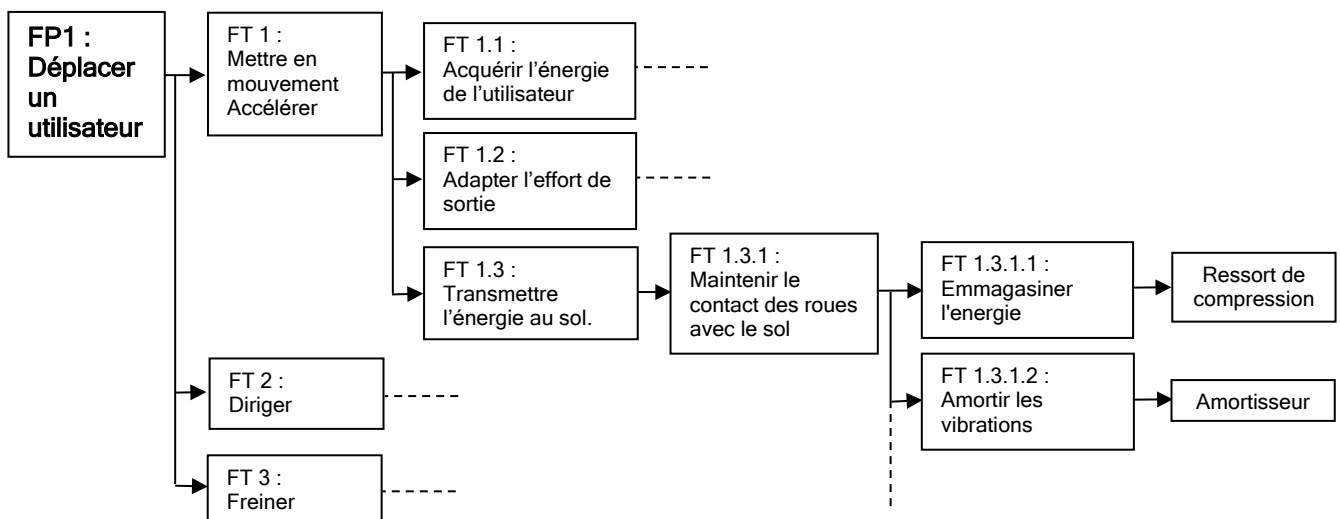 FP1 :
Déplacer
un
utilisateur
FT 1 :
Mettre en
mouvement
Accélérer
FT 1.1 :
Acquérir l’énergie
de l’utilisateur
FT 1.2 :
Adapter l’effort de
sortie
FT 1.3 :
Transmettre
l’énergie au sol.
FT 1.3.1 :
Maintenir le
contact des roues
avec le sol
FT 1.3.1.1 :
Emmagasiner
l'energie
Ressort de
compression
FT 1.3.1.2 :
Amortir les
vibrations
Amortisseur
FT 2 :
Diriger
FT 3 :
Freiner